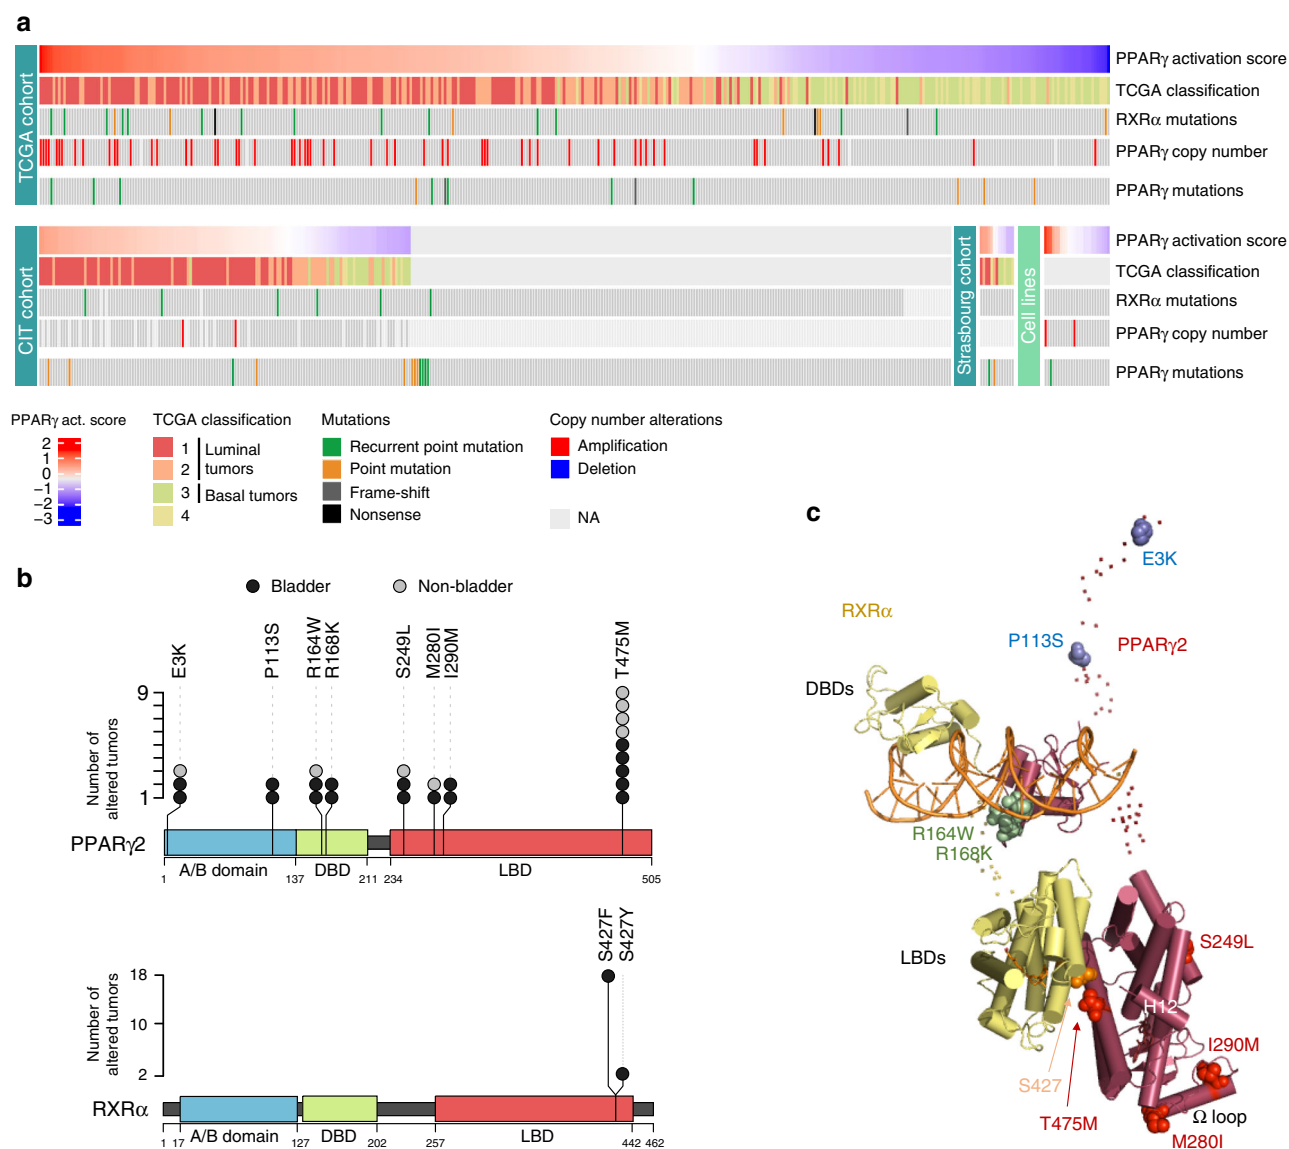 a
TCGA cohort
PPARγ activation score
TCGA classification
RXRα mutations
PPARγ copy number
PPARγ mutations
CIT cohort
Strasbourg cohort
Cell lines
PPARγ activation score
TCGA classification
RXRα mutations
PPARγ copy number
PPARγ mutations
PPARγ act. score
2
1
0
−1
−2
−3
TCGA classification
1
2
3
4
Luminal
tumors
Basal tumors
Mutations
Recurrent point mutation
Point mutation
Frame-shift
Nonsense
Copy number alterations
Amplification
Deletion
NA
b
Bladder
Non-bladder
E3K
P113S
R164W
R168K
S249L
M280I
I290M
T475M
Number of
altered tumors
9
1
PPARγ2
A/B domain
DBD
LBD
1
137
211
234
505
S427F
S427Y
Number of
altered tumors
18
10
2
RXRα
A/B domain
DBD
LBD
1
17
127
202
257
442
462
c
E3K
RXRα
P113S
PPARγ2
DBDs
R164W
R168K
LBDs
S249L
H12
I290M
S427
T475M
Ω loop
M280I